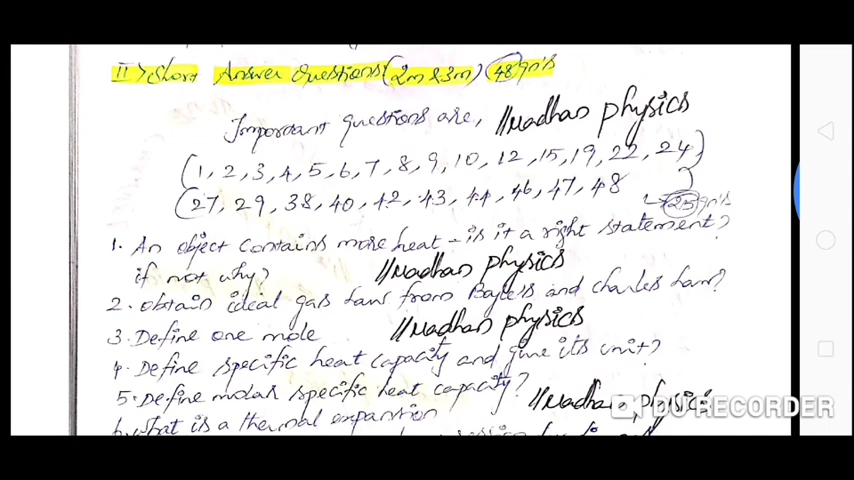 II > Short Answer Questions (2m & 3m) 48 qn's
Important questions are, //Madhan physics
(1, 2, 3, 4, 5, 6, 7, 8, 9, 10, 12, 15, 19, 22, 24)
(27, 29, 38, 40, 42, 43, 44, 46, 47, 48
25 qn's
1. An object contains more heat - is it a right statement?
if not why? //Madhan physics
2. Obtain ideal gas law from Boyle's and Charles law?
//Madhan physics
3. Define one mole
4. Define specific heat capacity and give its unit?
5. Define molar specific heat capacity?
//Madhan physics
DU RECORDER
6. What is a thermal expansion